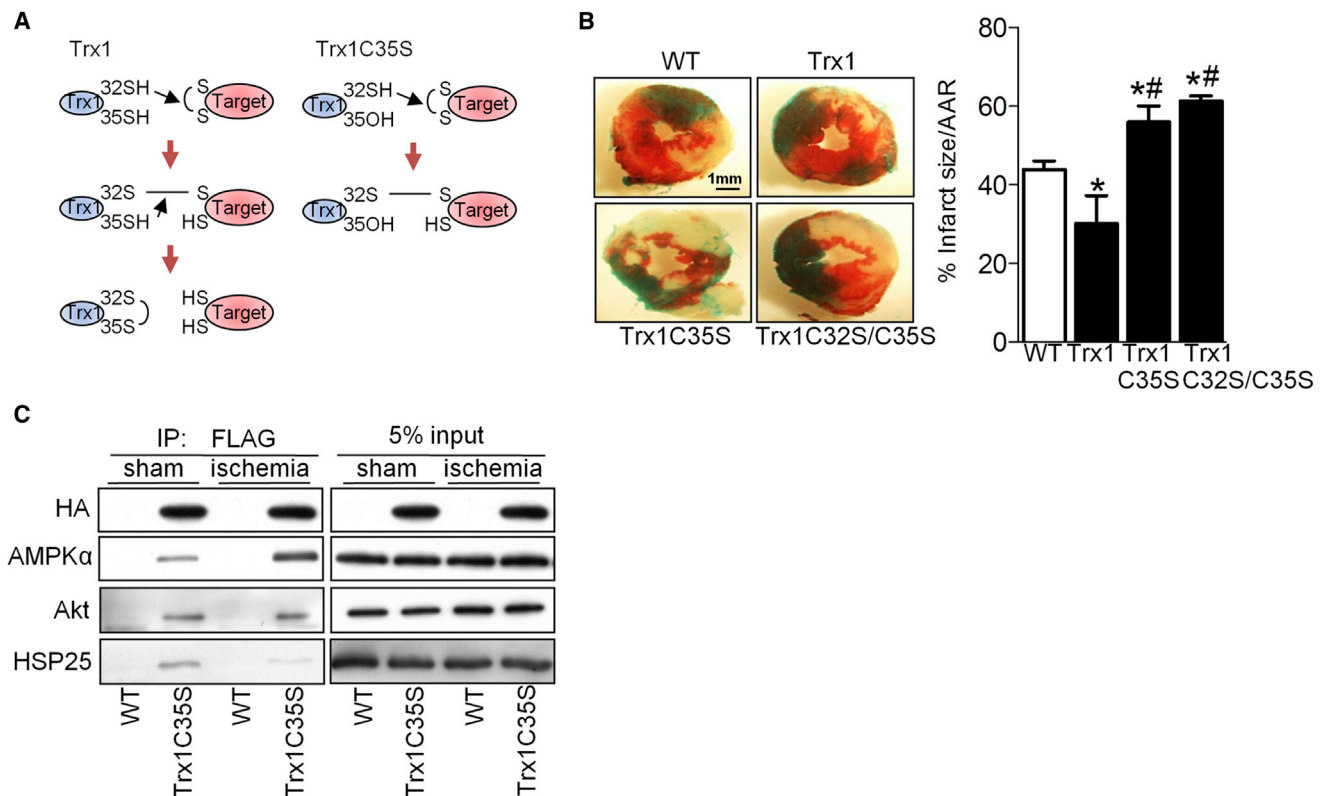 A
Trx1
Trx1C35S
Trx1 32SH 35SH S S Target
Trx1 32SH 35OH S S Target
Trx1 32S 35SH S HS Target
Trx1 32S 35OH S HS Target
Trx1 32S 35S HS HS Target
B
WT Trx1
1mm
Trx1C35S Trx1C32S/C35S
% Infarct size/AAR
80
60
40
20
0
*
*#
*#
WT Trx1 Trx1 Trx1
C35S C32S/C35S
C
IP: FLAG 5% input
sham ischemia sham ischemia
HA
AMPKα
Akt
HSP25
WT Trx1C35S WT Trx1C35S WT Trx1C35S WT Trx1C35S